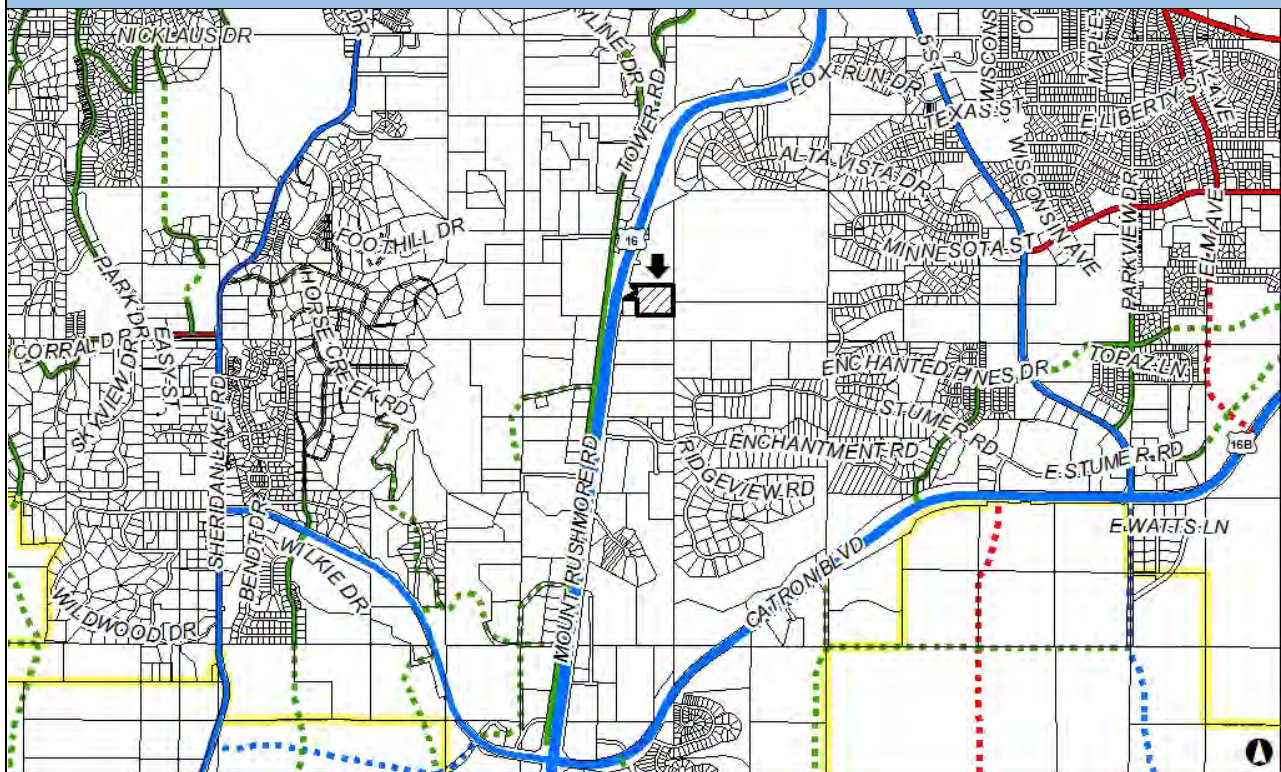 NICKLAUS DR
DR
TOWER RD
FOX RUN DR
5 ST
TEXAS ST
E LIBERTY ST
IVY AVE
ALTA VISTA DR
WISCONSIN AVE
MINNESOTA ST
PARKVIEW DR
ELM AVE
16
FOOTHILL DR
PARK DR
HORSE CREEK RD
CORRAL DR
EASY ST
SKYVIEW DR
SHERIDAN LAKE RD
ENCHANTED PINES DR
TOPAZ LN
STUMER RD
ENCHANTMENT RD
E STUMER RD
16B
RIDGEVIEW RD
MOUNT RUSHMORE RD
BENDT DR
WILKIE DR
E WATTS LN
CATRON BLVD
WILDWOOD DR